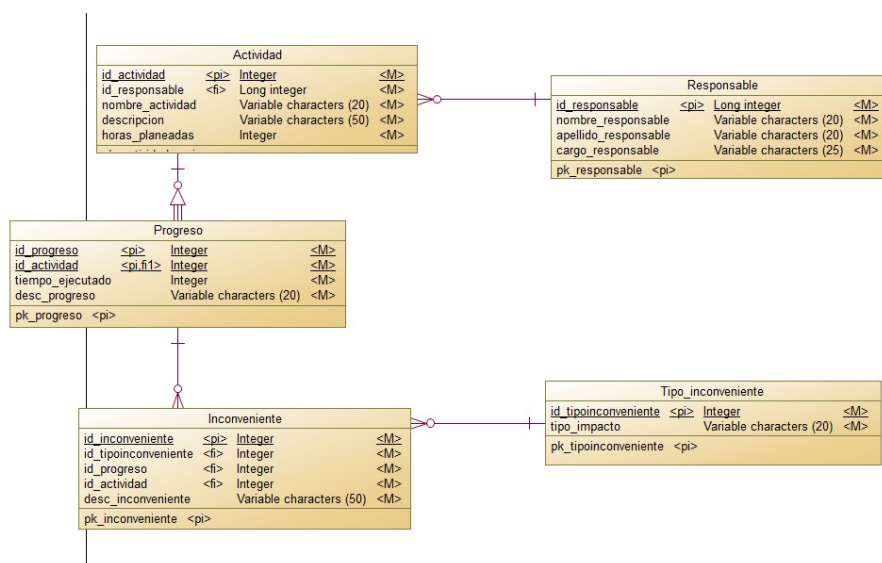 Actividad
id_actividad <pi> Integer <M>
id_responsable <fi> Long integer <M>
nombre_actividad Variable characters (20) <M>
descripcion Variable characters (50) <M>
horas_planeadas Integer <M>
Responsable
id_responsable <pi> Long integer <M>
nombre_responsable Variable characters (20) <M>
apellido_responsable Variable characters (20) <M>
cargo_responsable Variable characters (25) <M>
pk_responsable <pi>
Progreso
id_progreso <pi> Integer <M>
id_actividad <pi.fi1> Integer <M>
tiempo_ejecutado Integer <M>
desc_progreso Variable characters (20) <M>
pk_progreso <pi>
Inconveniente
id_inconveniente <pi> Integer <M>
id_tipoinconveniente <fi> Integer <M>
id_progreso <fi> Integer <M>
id_actividad <fi> Integer <M>
desc_inconveniente Variable characters (50) <M>
pk_inconveniente <pi>
Tipo_inconveniente
id_tipoinconveniente <pi> Integer <M>
tipo_impacto Variable characters (20) <M>
pk_tipoinconveniente <pi>